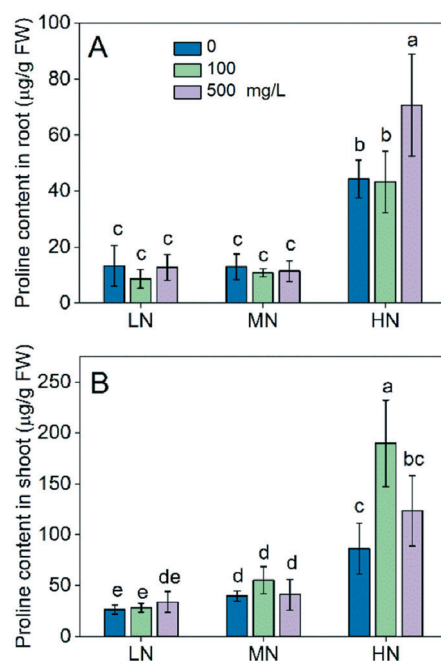 A
0
100
500 mg/L
Proline content in root (µg/g FW)
100
80
60
40
20
0
c c c
c c c
b b a
LN MN HN
B
Proline content in shoot (µg/g FW)
250
200
150
100
50
0
e e de
d d d
c a bc
LN MN HN